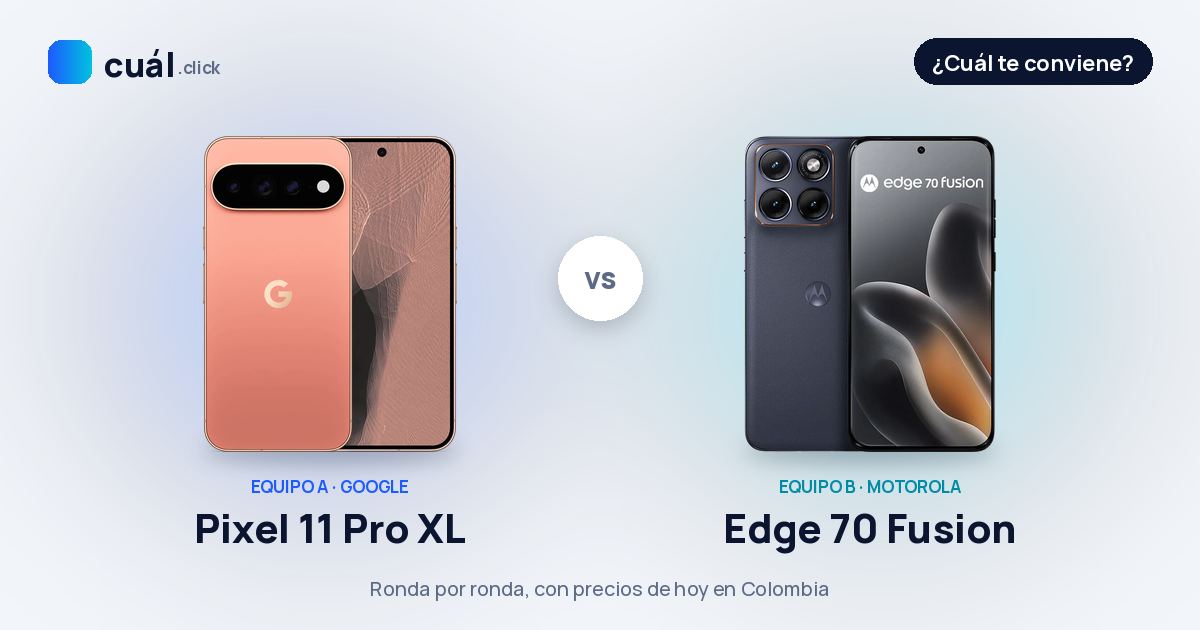 cuál.click
¿Cuál te conviene?
edge 70 fusion
VS
EQUIPO A · GOOGLE
Pixel 11 Pro XL
EQUIPO B · MOTOROLA
Edge 70 Fusion
Ronda por ronda, con precios de hoy en Colombia